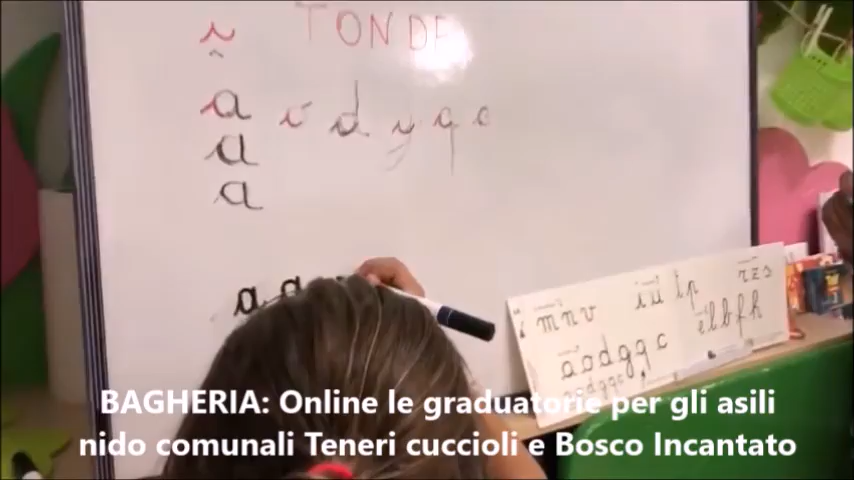 TONDE
a o d y q c
a
a
a a
m n v i u t p r z s
a o d g q c e l b f h
a o d g q c
BAGHERIA: Online le graduatorie per gli asili
nido comunali Teneri cuccioli e Bosco Incantato